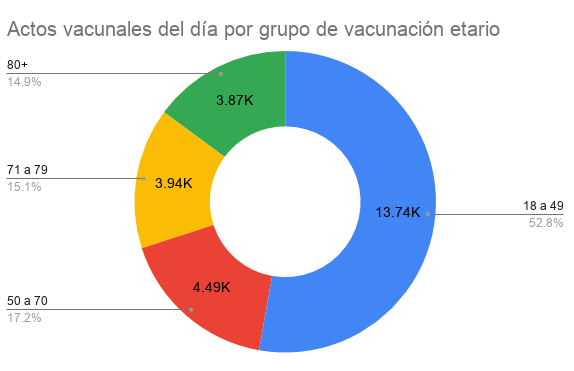 Actos vacunales del día por grupo de vacunación etario
80+
14.9%
3.87K
71 a 79
15.1%
3.94K
13.74K
18 a 49
52.8%
4.49K
50 a 70
17.2%